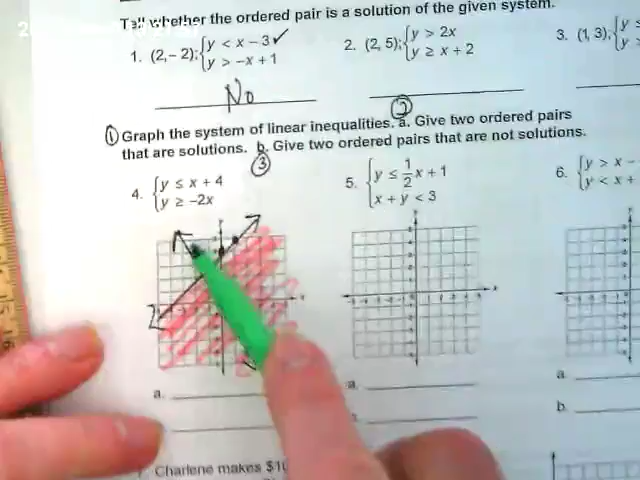 Tell whether the ordered pair is a solution of the given system.
1. (2,– 2); {y < x – 3 ✓
y > –x + 1
2. (2, 5); {y > 2x
y ≥ x + 2
3. (1, 3); {y
y >
No
② 
① Graph the system of linear inequalities. a. Give two ordered pairs
that are solutions. b. Give two ordered pairs that are not solutions.
③
4. {y ≤ x + 4
y ≥ –2x
5. {y ≤ 1/2 x + 1
x + y < 3
6. {y > x –
y < x +
a.
a.
a.
b.
Charlene makes $10